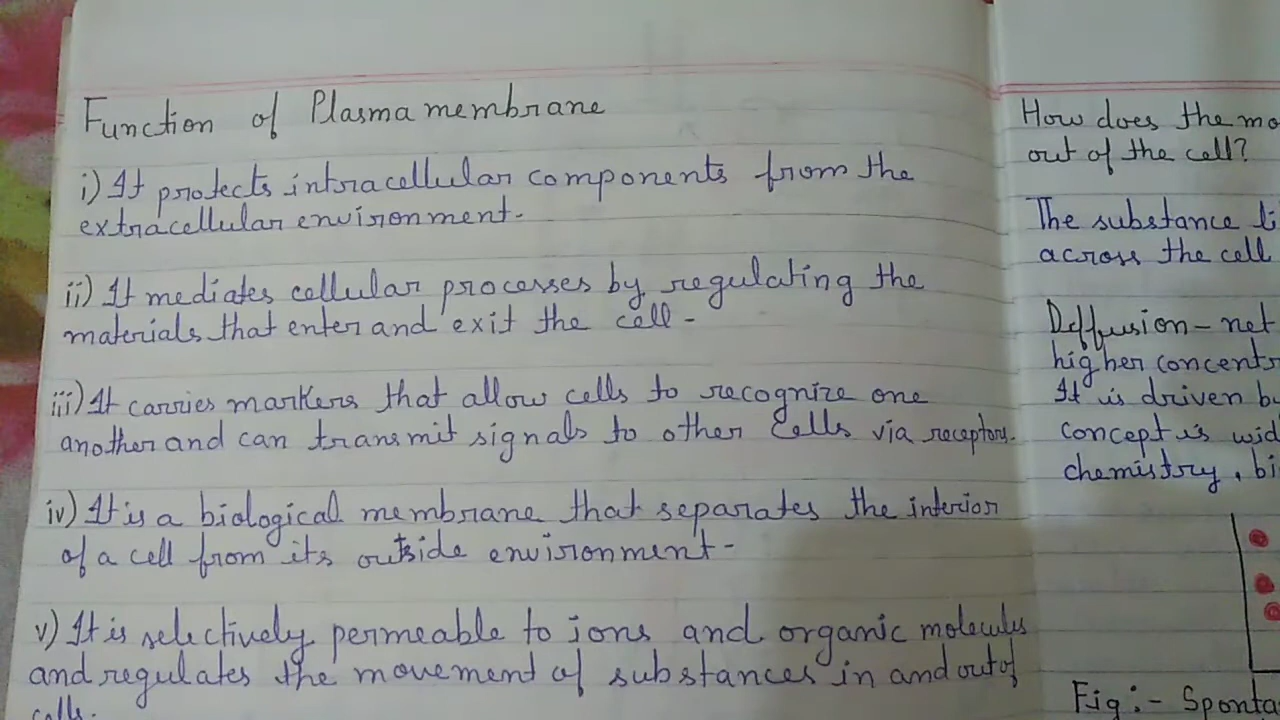 Function of Plasma membrane
i) It protects intracellular components from the
extracellular environment.
ii) It mediates cellular processes by regulating the
materials that enter and exit the cell.
iii) It carries markers that allow cells to recognize one
another and can transmit signals to other cells via receptors.
iv) It is a biological membrane that separates the interior
of a cell from its outside environment.
v) It is selectively permeable to ions and organic molecules
and regulates the movement of substances in and out of
cells.
How does the mo
out of the cell?
The substance li
across the cell
Diffusion - net
higher concentr
It is driven b
concept is wid
chemistry, bi
Fig :- Sponta